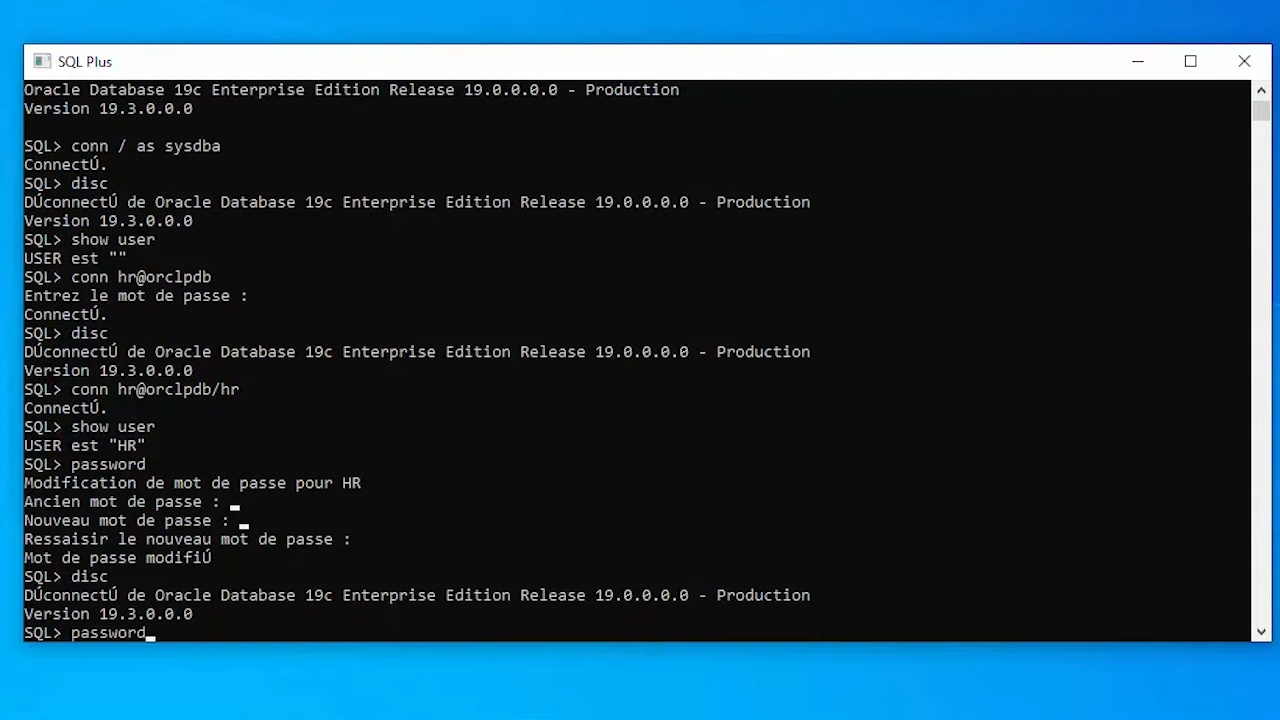 SQL Plus
Oracle Database 19c Enterprise Edition Release 19.0.0.0.0 - Production
Version 19.3.0.0.0
SQL> conn / as sysdba
ConnectÚ.
SQL> disc
DÚconnectÚ de Oracle Database 19c Enterprise Edition Release 19.0.0.0.0 - Production
Version 19.3.0.0.0
SQL> show user
USER est ""
SQL> conn hr@orclpdb
Entrez le mot de passe :
ConnectÚ.
SQL> disc
DÚconnectÚ de Oracle Database 19c Enterprise Edition Release 19.0.0.0.0 - Production
Version 19.3.0.0.0
SQL> conn hr@orclpdb/hr
ConnectÚ.
SQL> show user
USER est "HR"
SQL> password
Modification de mot de passe pour HR
Ancien mot de passe :
Nouveau mot de passe :
Ressaisir le nouveau mot de passe :
Mot de passe modifiÚ
SQL> disc
DÚconnectÚ de Oracle Database 19c Enterprise Edition Release 19.0.0.0.0 - Production
Version 19.3.0.0.0
SQL> password